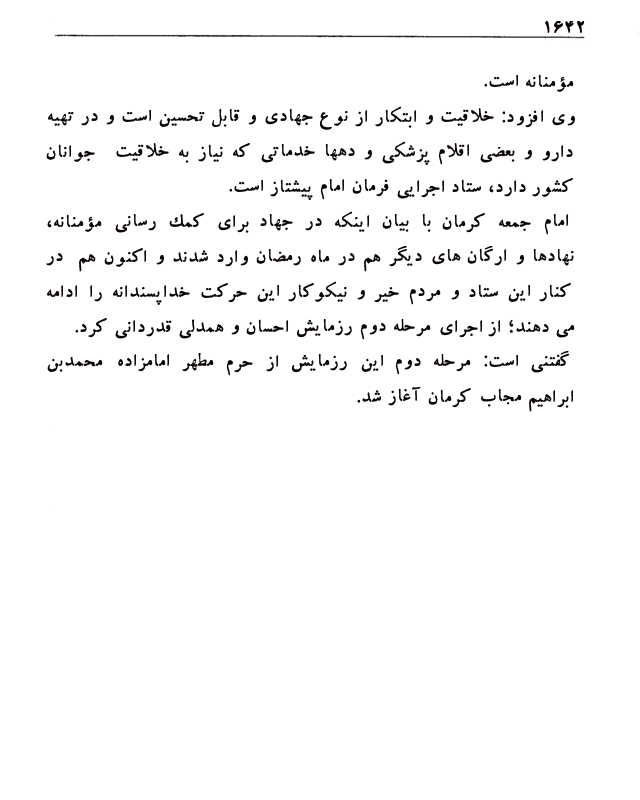 ۱۶۴۲
مؤمنانه است.
وی افزود: خلاقیت و ابتکار از نوع جهادی و قابل تحسین است و در تهیه
دارو و بعضی اقلام پزشکی و دهها خدماتی که نیاز به خلاقیت جوانان
کشور دارد، ستاد اجرایی فرمان امام پیشتاز است.
امام جمعه کرمان با بیان اینکه در جهاد برای کمك رسانی مؤمنانه،
نهادها و ارگان های دیگر هم در ماه رمضان وارد شدند و اکنون هم در
کنار این ستاد و مردم خیر و نیکوکار این حرکت خداپسندانه را ادامه
می دهند؛ از اجرای مرحله دوم رزمایش احسان و همدلی قدردانی کرد.
گفتنی است: مرحله دوم این رزمایش از حرم مطهر امامزاده محمدبن
ابراهیم مجاب کرمان آغاز شد.